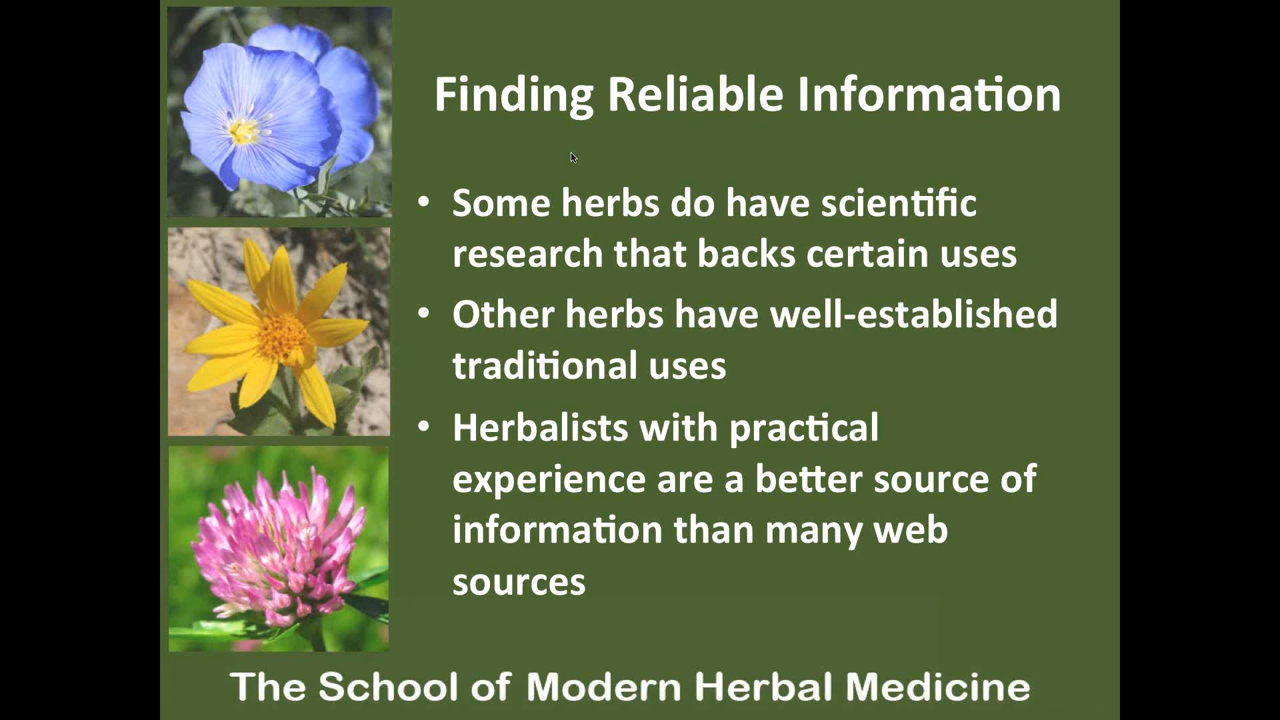 Finding Reliable Information
• Some herbs do have scientific
research that backs certain uses
• Other herbs have well-established
traditional uses
• Herbalists with practical
experience are a better source of
information than many web
sources
The School of Modern Herbal Medicine